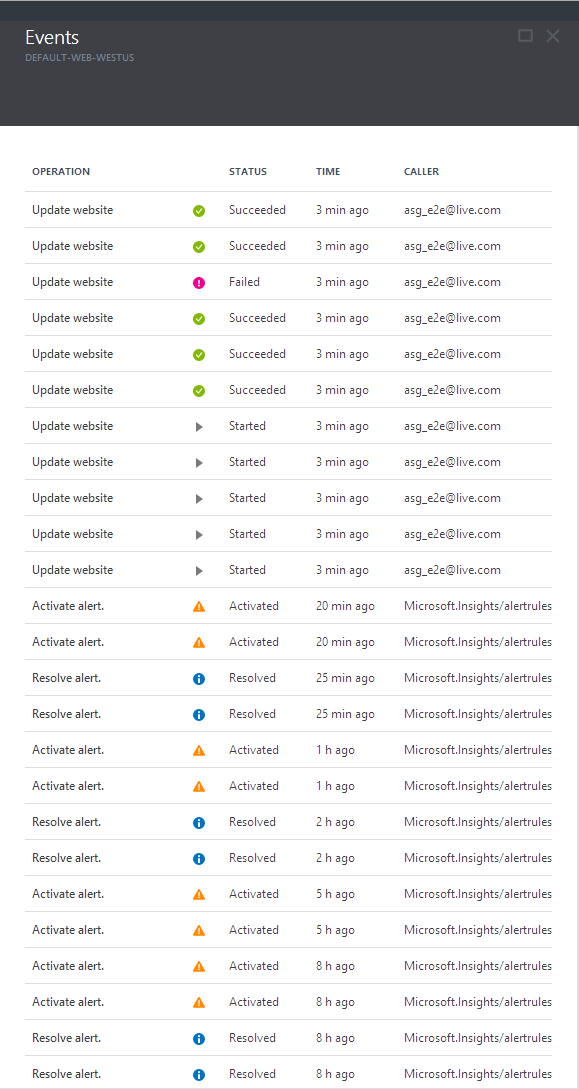 Events
DEFAULT-WEB-WESTUS
OPERATION STATUS TIME CALLER
Update website Succeeded 3 min ago asg_e2e@live.com
Update website Succeeded 3 min ago asg_e2e@live.com
Update website Failed 3 min ago asg_e2e@live.com
Update website Succeeded 3 min ago asg_e2e@live.com
Update website Succeeded 3 min ago asg_e2e@live.com
Update website Succeeded 3 min ago asg_e2e@live.com
Update website Started 3 min ago asg_e2e@live.com
Update website Started 3 min ago asg_e2e@live.com
Update website Started 3 min ago asg_e2e@live.com
Update website Started 3 min ago asg_e2e@live.com
Update website Started 3 min ago asg_e2e@live.com
Activate alert. Activated 20 min ago Microsoft.Insights/alertrules
Activate alert. Activated 20 min ago Microsoft.Insights/alertrules
Resolve alert. Resolved 25 min ago Microsoft.Insights/alertrules
Resolve alert. Resolved 25 min ago Microsoft.Insights/alertrules
Activate alert. Activated 1 h ago Microsoft.Insights/alertrules
Activate alert. Activated 1 h ago Microsoft.Insights/alertrules
Resolve alert. Resolved 2 h ago Microsoft.Insights/alertrules
Resolve alert. Resolved 2 h ago Microsoft.Insights/alertrules
Activate alert. Activated 5 h ago Microsoft.Insights/alertrules
Activate alert. Activated 5 h ago Microsoft.Insights/alertrules
Activate alert. Activated 8 h ago Microsoft.Insights/alertrules
Activate alert. Activated 8 h ago Microsoft.Insights/alertrules
Resolve alert. Resolved 8 h ago Microsoft.Insights/alertrules
Resolve alert. Resolved 8 h ago Microsoft.Insights/alertrules